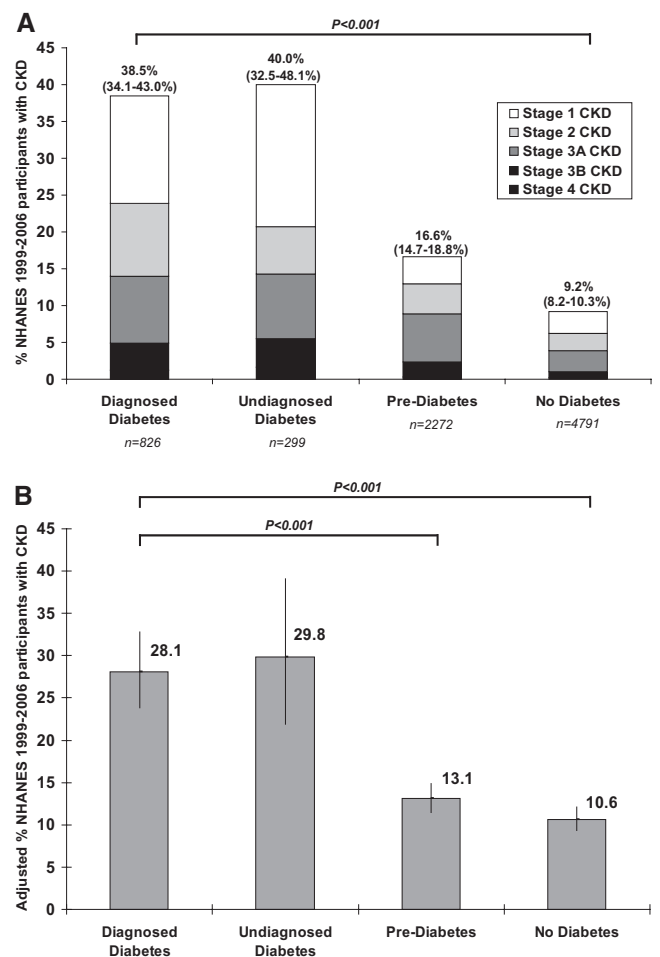 A
P<0.001
% NHANES 1999-2006 participants with CKD
45
40
35
30
25
20
15
10
5
0
38.5%
(34.1-43.0%)
40.0%
(32.5-48.1%)
16.6%
(14.7-18.8%)
9.2%
(8.2-10.3%)
Stage 1 CKD
Stage 2 CKD
Stage 3A CKD
Stage 3B CKD
Stage 4 CKD
Diagnosed
Diabetes
n=826
Undiagnosed
Diabetes
n=299
Pre-Diabetes
n=2272
No Diabetes
n=4791
B
P<0.001
P<0.001
Adjusted % NHANES 1999-2006 participants with CKD
45
40
35
30
25
20
15
10
5
0
28.1
29.8
13.1
10.6
Diagnosed
Diabetes
Undiagnosed
Diabetes
Pre-Diabetes
No Diabetes